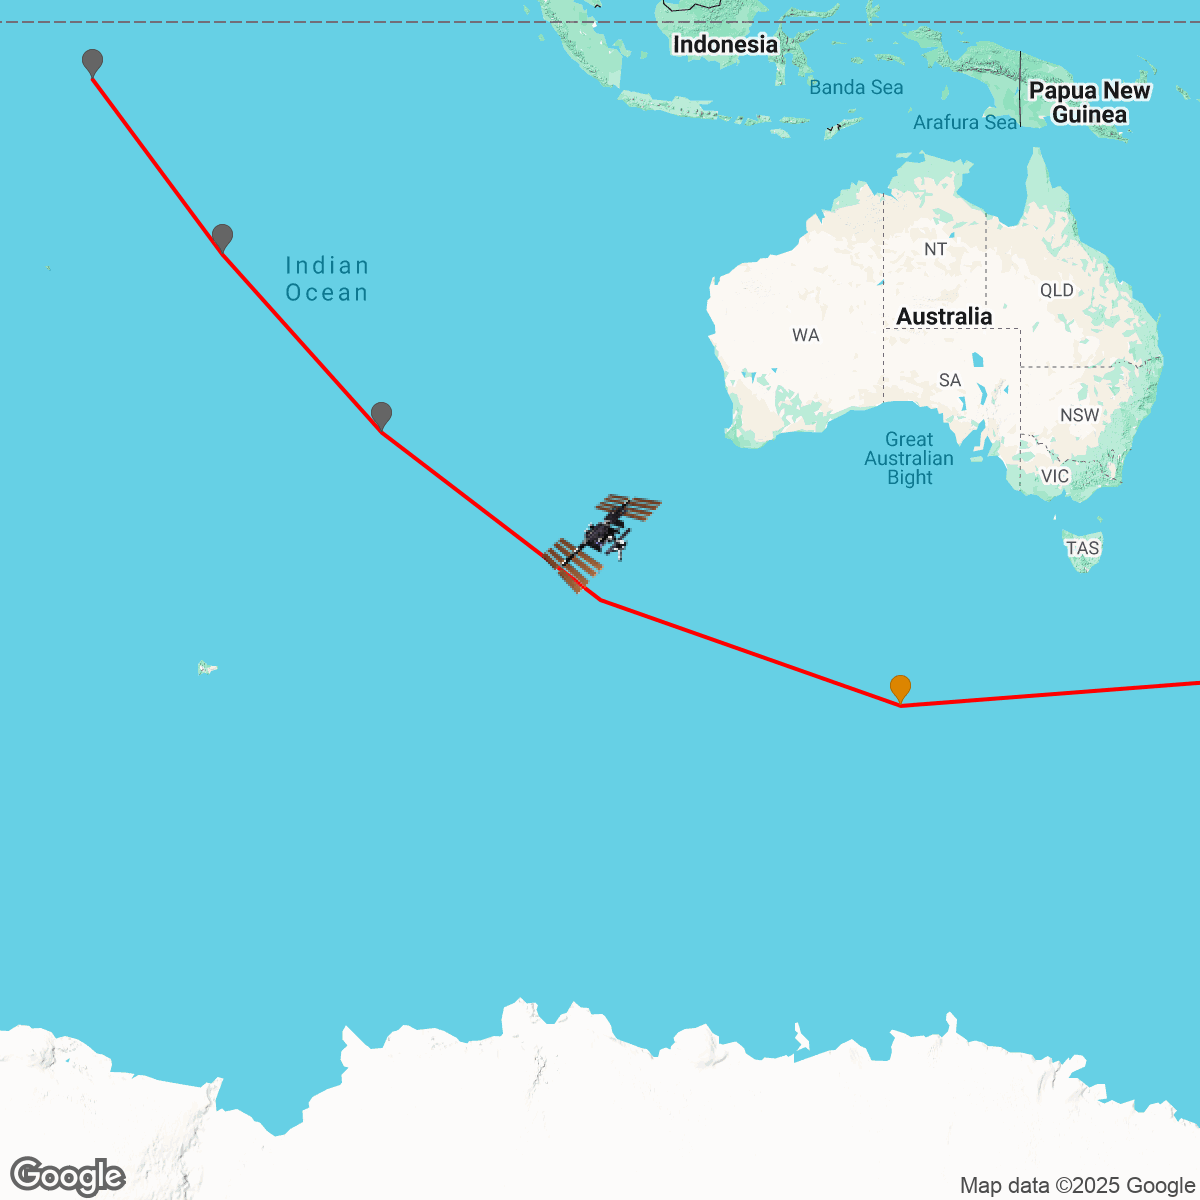 Indonesia
Banda Sea
Papua New
Guinea
Arafura Sea
Indian
Ocean
NT
QLD
Australia
WA
SA
NSW
Great
Australian
Bight
VIC
TAS
Google
Map data ©2025 Google